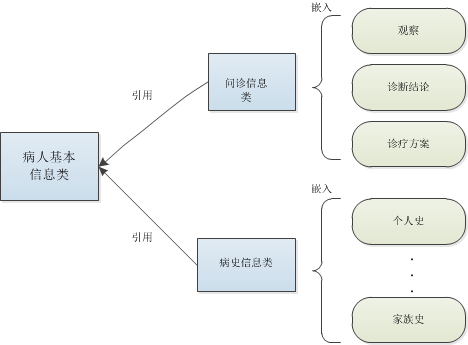 嵌入
观察
问诊信息
类
诊断结论
引用
诊疗方案
病人基本
信息类
嵌入
个人史
引用
病史信息类
家族史